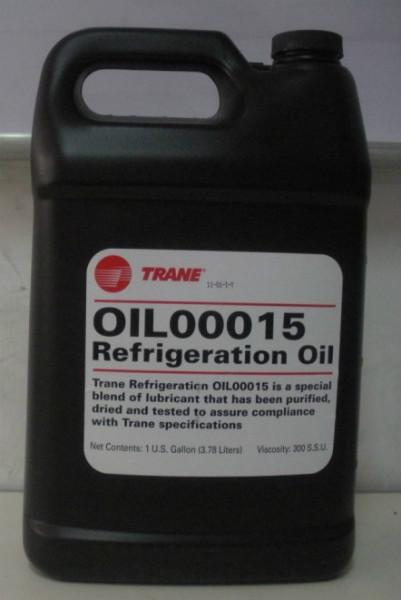 TRANE®
OIL00015
Refrigeration Oil
Trane Refrigeration OIL00015 is a special
blend of lubricant that has been purified,
dried and tested to assure compliance
with Trane specifications
Net Contents: 1 U.S. Gallon (3.78 Liters) Viscosity: 300 S.S.U.